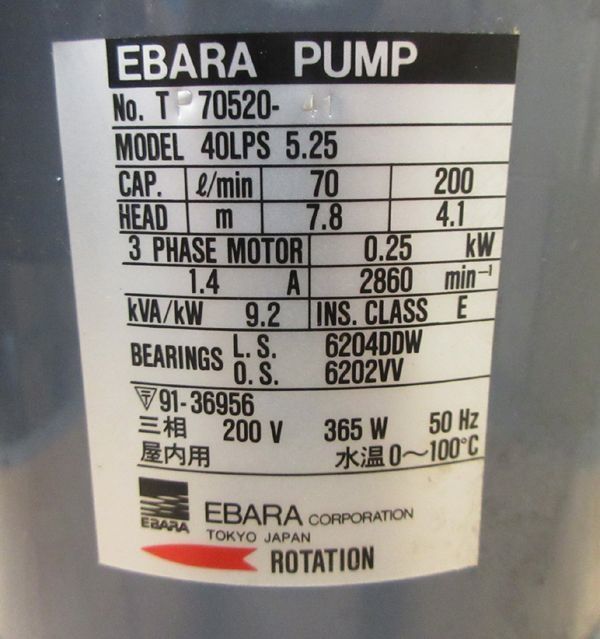 EBARA PUMP
No. TP70520- 41
MODEL 40LPS 5.25
CAP. ℓ/min 70 200
HEAD m 7.8 4.1
3 PHASE MOTOR 0.25 kW
1.4 A 2860 min⁻¹
kVA/kW 9.2 INS. CLASS E
BEARINGS L.S. 6204DDW
O.S. 6202VV
〒91-36956
三相 200 V 365 W 50 Hz
屋内用 水温0～100℃
EBARA EBARA CORPORATION
TOKYO JAPAN
ROTATION